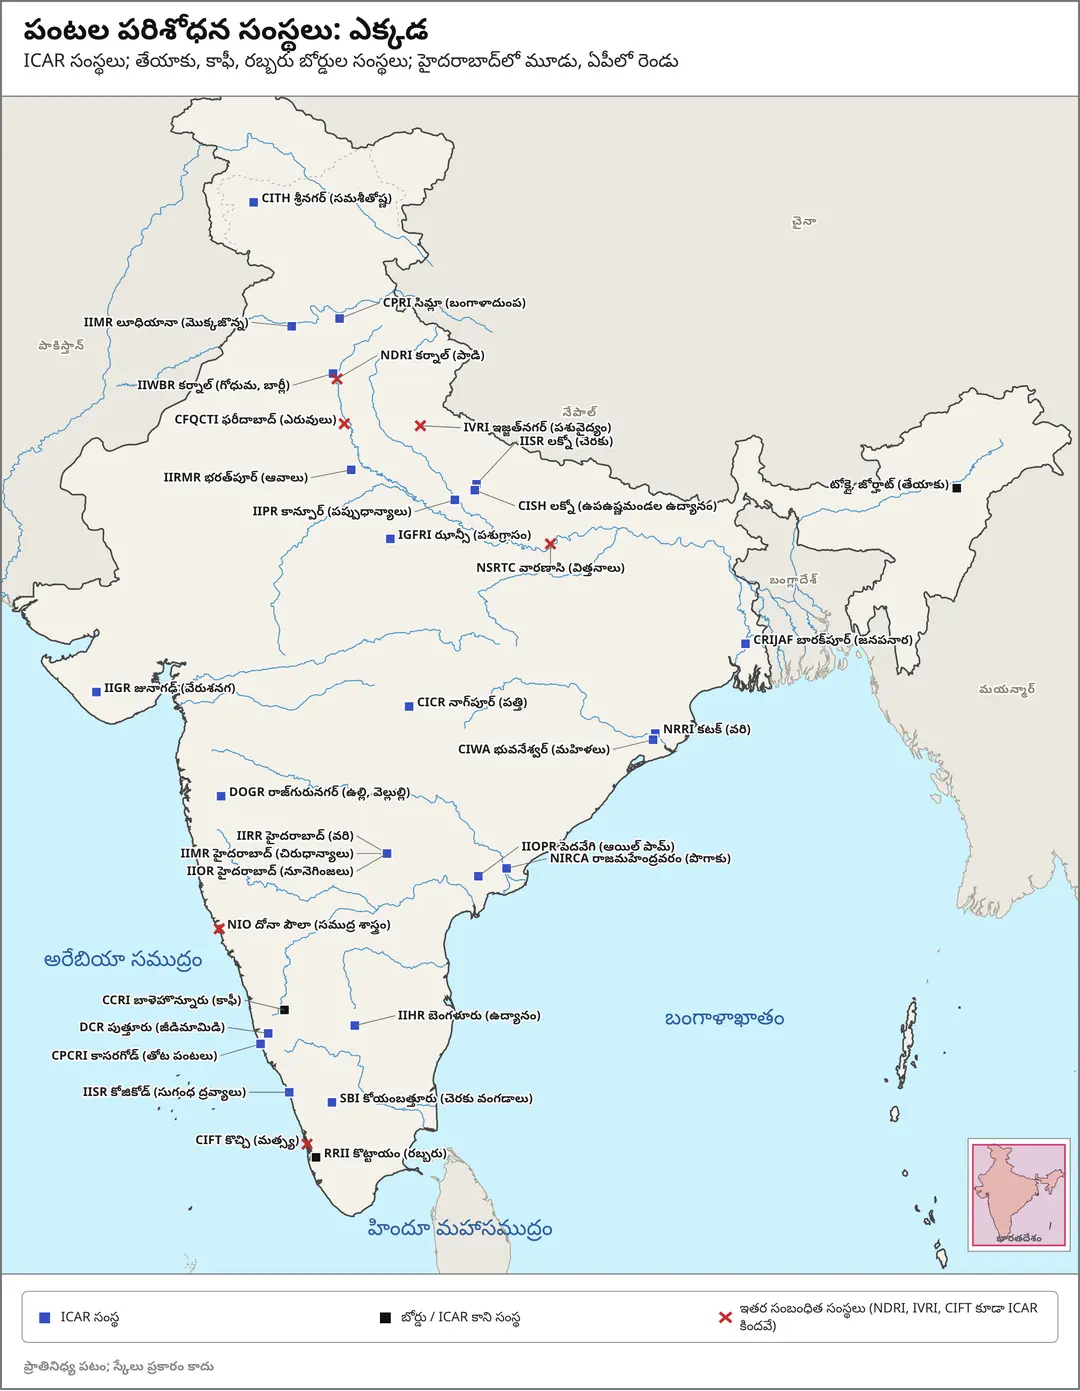 పంటల పరిశోధన సంస్థలు: ఎక్కడ
ICAR సంస్థలు; తేయాకు, కాఫీ, రబ్బరు బోర్డుల సంస్థలు; హైదరాబాద్‌లో మూడు, ఏపీలో రెండు
CITH శ్రీనగర్ (సమశీతోష్ణ)
చైనా
CPRI సిమ్లా (బంగాళాదుంప)
IIMR లూధియానా (మొక్కజొన్న)
పాకిస్తాన్
NDRI కర్నాల్ (పాడి)
IIWBR కర్నాల్ (గోధుమ, బార్లీ)
నేపాల్
CFQCTI ఫరీదాబాద్ (ఎరువులు)
IVRI ఇజ్జత్‌నగర్ (పశువైద్యం)
IISR లక్నో (చెరకు)
IIRMR భరత్‌పూర్ (ఆవాలు)
టోక్లై, జోర్హాట్ (తేయాకు)
CISH లక్నో (ఉపఉష్ణమండల ఉద్యానం)
IIPR కాన్పూర్ (పప్పుధాన్యాలు)
IGFRI ఝాన్సీ (పశుగ్రాసం)
NSRTC వారణాసి (విత్తనాలు)
బంగ్లాదేశ్
CRIJAF బారక్‌పూర్ (జనపనార)
IIGR జునాగఢ్ (వేరుశనగ)
మయన్మార్
CICR నాగ్‌పూర్ (పత్తి)
NRRI కటక్ (వరి)
CIWA భువనేశ్వర్ (మహిళలు)
DOGR రాజ్‌గురునగర్ (ఉల్లి, వెల్లుల్లి)
IIRR హైదరాబాద్ (వరి)
IIMR హైదరాబాద్ (చిరుధాన్యాలు)
IIOR హైదరాబాద్ (నూనెగింజలు)
IIOPR పెదవేగి (ఆయిల్ పామ్)
NIRCA రాజమహేంద్రవరం (పొగాకు)
NIO దోనా పౌలా (సముద్ర శాస్త్రం)
అరేబియా సముద్రం
CCRI బాళెహొన్నూరు (కాఫీ)
IIHR బెంగళూరు (ఉద్యానం)
బంగాళాఖాతం
DCR పుత్తూరు (జీడిమామిడి)
CPCRI కాసరగోడ్ (తోట పంటలు)
IISR కోజికోడ్ (సుగంధ ద్రవ్యాలు)
SBI కోయంబత్తూరు (చెరకు వంగడాలు)
CIFT కొచ్చి (మత్స్య)
RRII కొట్టాయం (రబ్బరు)
హిందూ మహాసముద్రం
భారతదేశం
ICAR సంస్థ
బోర్డు / ICAR కాని సంస్థ
ఇతర సంబంధిత సంస్థలు (NDRI, IVRI, CIFT కూడా ICAR
కిందవే)
ప్రాతినిధ్య పటం; స్కేలు ప్రకారం కాదు